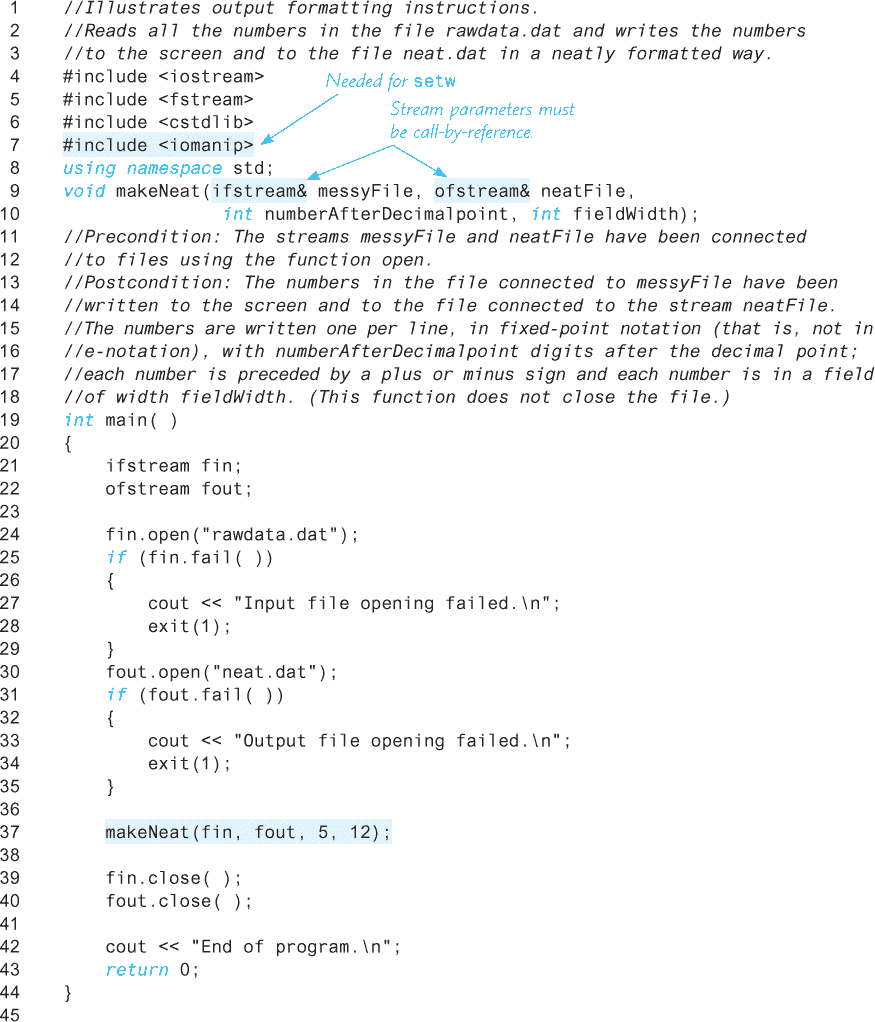 1 //Illustrates output formatting instructions.
2 //Reads all the numbers in the file rawdata.dat and writes the numbers
3 //to the screen and to the file neat.dat in a neatly formatted way.
4 #include <iostream>
Needed for setw
5 #include <fstream>
Stream parameters must
6 #include <cstdlib>
be call-by-reference.
7 #include <iomanip>
8 using namespace std;
9 void makeNeat(ifstream& messyFile, ofstream& neatFile,
10 int numberAfterDecimalpoint, int fieldWidth);
11 //Precondition: The streams messyFile and neatFile have been connected
12 //to files using the function open.
13 //Postcondition: The numbers in the file connected to messyFile have been
14 //written to the screen and to the file connected to the stream neatFile.
15 //The numbers are written one per line, in fixed-point notation (that is, not in
16 //e-notation), with numberAfterDecimalpoint digits after the decimal point;
17 //each number is preceded by a plus or minus sign and each number is in a field
18 //of width fieldWidth. (This function does not close the file.)
19 int main( )
20 {
21 ifstream fin;
22 ofstream fout;
23
24 fin.open("rawdata.dat");
25 if (fin.fail( ))
26 {
27 cout << "Input file opening failed.\n";
28 exit(1);
29 }
30 fout.open("neat.dat");
31 if (fout.fail( ))
32 {
33 cout << "Output file opening failed.\n";
34 exit(1);
35 }
36
37 makeNeat(fin, fout, 5, 12);
38
39 fin.close( );
40 fout.close( );
41
42 cout << "End of program.\n";
43 return 0;
44 }
45